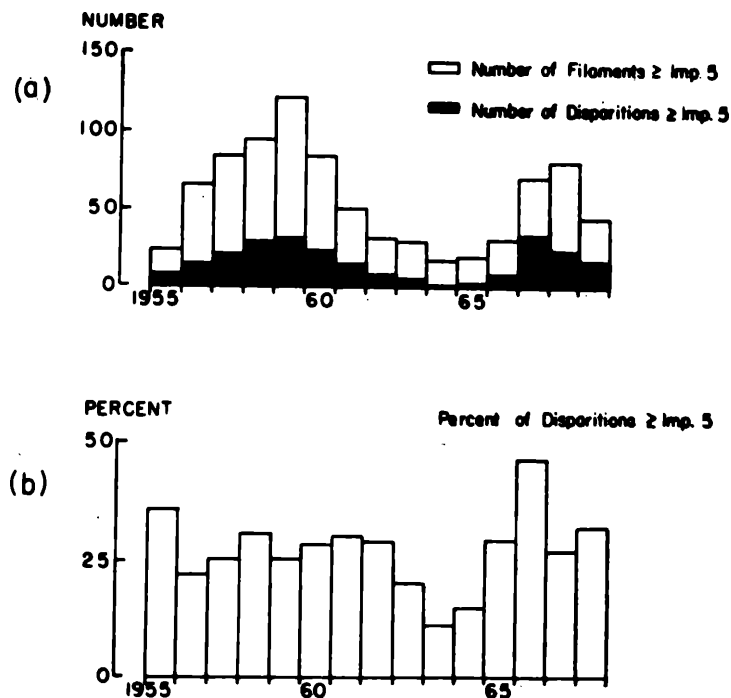 NUMBER
(a)
150
100
50
0
Number of Filaments ≥ Imp. 5
Number of Disparitions ≥ Imp. 5
1955 60 65
PERCENT
(b)
50
25
0
Percent of Disparitions ≥ Imp. 5
1955 60 65